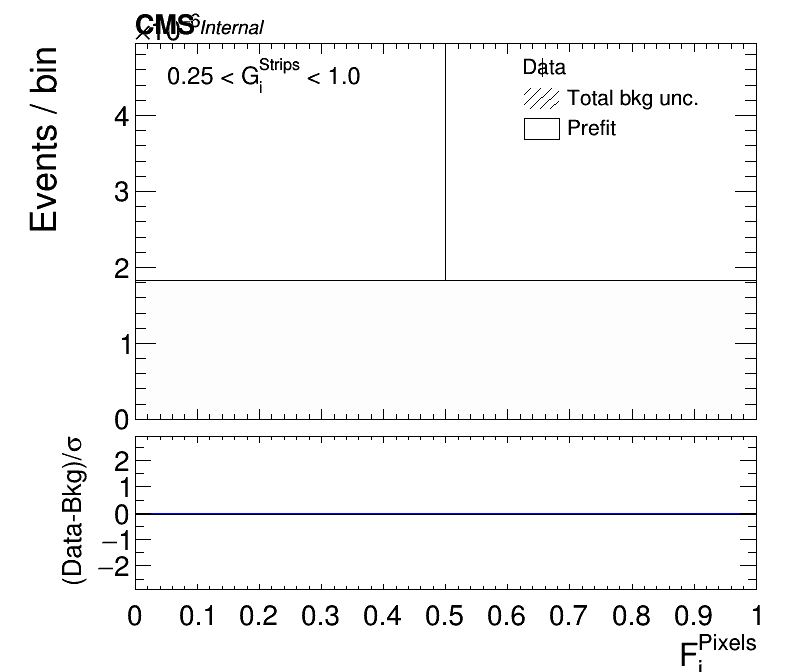 CMS Internal
×10⁻⁶
0.25 < G_i^Strips < 1.0
Data
Total bkg unc.
Prefit
Events / bin
4
3
2
1
0
(Data-Bkg)/σ
2
1
0
−1
−2
0 0.1 0.2 0.3 0.4 0.5 0.6 0.7 0.8 0.9 1
F_i^Pixels